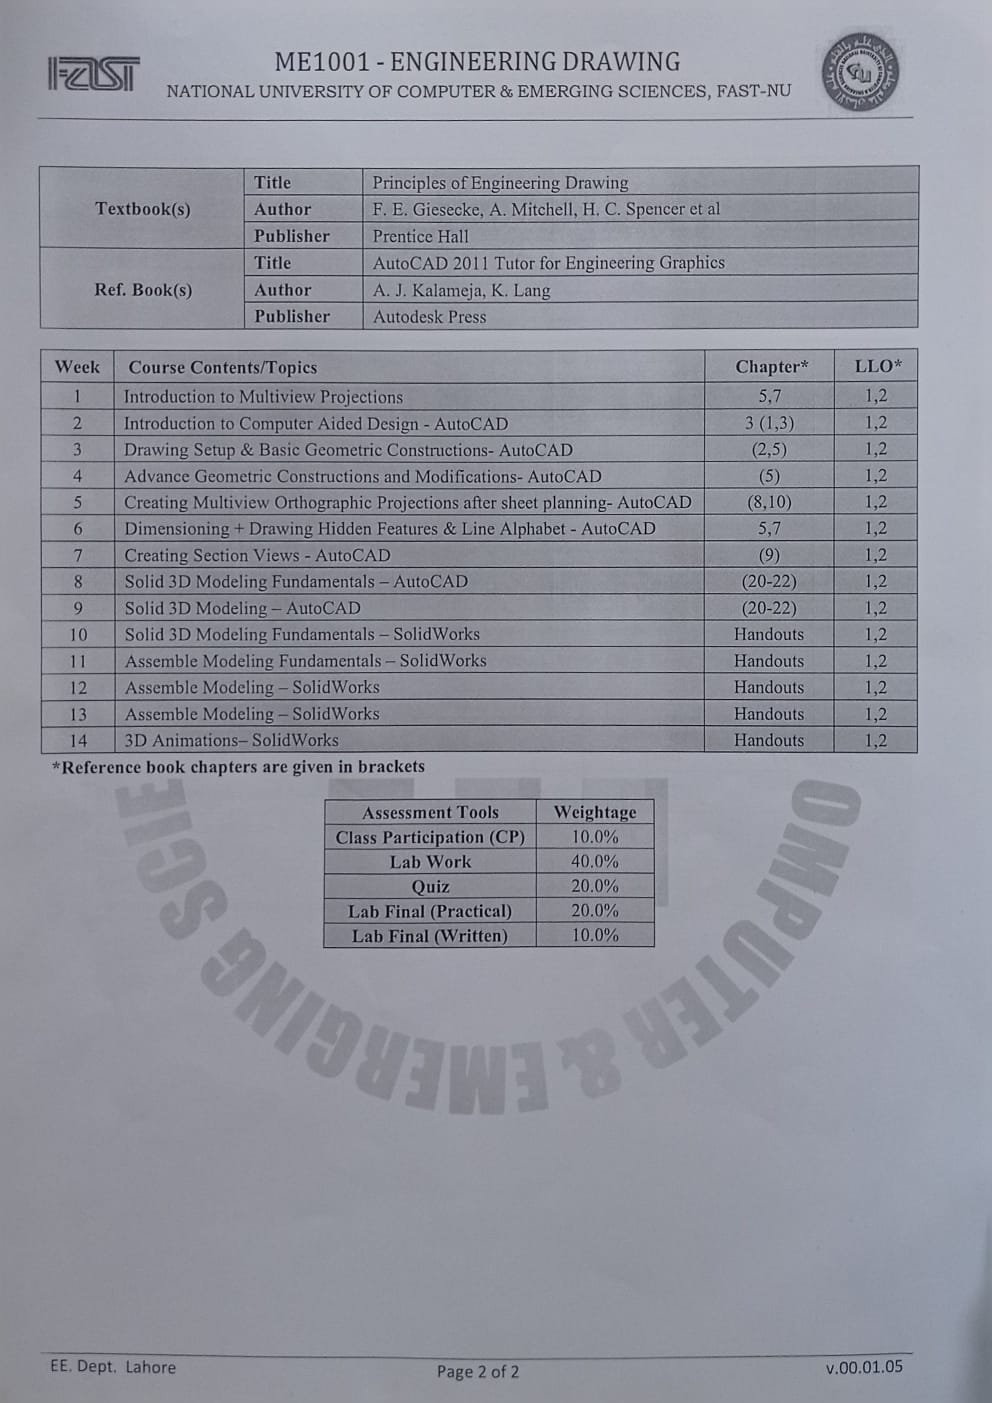 FAST
ME1001 - ENGINEERING DRAWING
NATIONAL UNIVERSITY OF COMPUTER & EMERGING SCIENCES, FAST-NU
Textbook(s) Title Principles of Engineering Drawing
Author F. E. Giesecke, A. Mitchell, H. C. Spencer et al
Publisher Prentice Hall
Ref. Book(s) Title AutoCAD 2011 Tutor for Engineering Graphics
Author A. J. Kalameja, K. Lang
Publisher Autodesk Press
Week Course Contents/Topics Chapter* LLO*
1 Introduction to Multiview Projections 5,7 1,2
2 Introduction to Computer Aided Design - AutoCAD 3 (1,3) 1,2
3 Drawing Setup & Basic Geometric Constructions- AutoCAD (2,5) 1,2
4 Advance Geometric Constructions and Modifications- AutoCAD (5) 1,2
5 Creating Multiview Orthographic Projections after sheet planning- AutoCAD (8,10) 1,2
6 Dimensioning + Drawing Hidden Features & Line Alphabet - AutoCAD 5,7 1,2
7 Creating Section Views - AutoCAD (9) 1,2
8 Solid 3D Modeling Fundamentals – AutoCAD (20-22) 1,2
9 Solid 3D Modeling – AutoCAD (20-22) 1,2
10 Solid 3D Modeling Fundamentals – SolidWorks Handouts 1,2
11 Assemble Modeling Fundamentals – SolidWorks Handouts 1,2
12 Assemble Modeling – SolidWorks Handouts 1,2
13 Assemble Modeling – SolidWorks Handouts 1,2
14 3D Animations– SolidWorks Handouts 1,2
*Reference book chapters are given in brackets
Assessment Tools Weightage
Class Participation (CP) 10.0%
Lab Work 40.0%
Quiz 20.0%
Lab Final (Practical) 20.0%
Lab Final (Written) 10.0%
OMPUTER & EMERGING SCIE
EE. Dept. Lahore Page 2 of 2 v.00.01.05